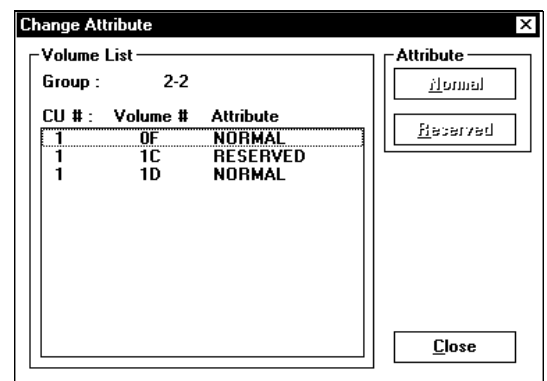 Change Attribute
Volume List
Group : 2-2
CU # : Volume # Attribute
1 0F NORMAL
1 1C RESERVED
1 1D NORMAL
Attribute
Normal
Reserved
Close